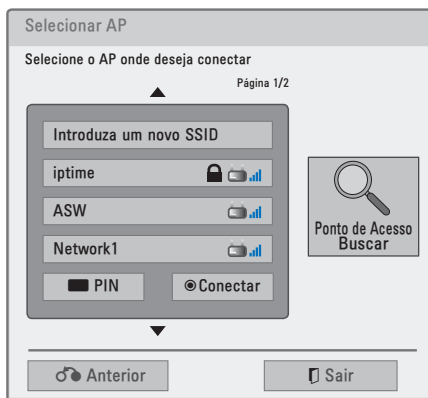 Selecionar AP
Selecione o AP onde deseja conectar
Página 1/2
Introduza um novo SSID
iptime
ASW
Network1
PIN
Conectar
Ponto de Acesso
Buscar
Anterior
Sair